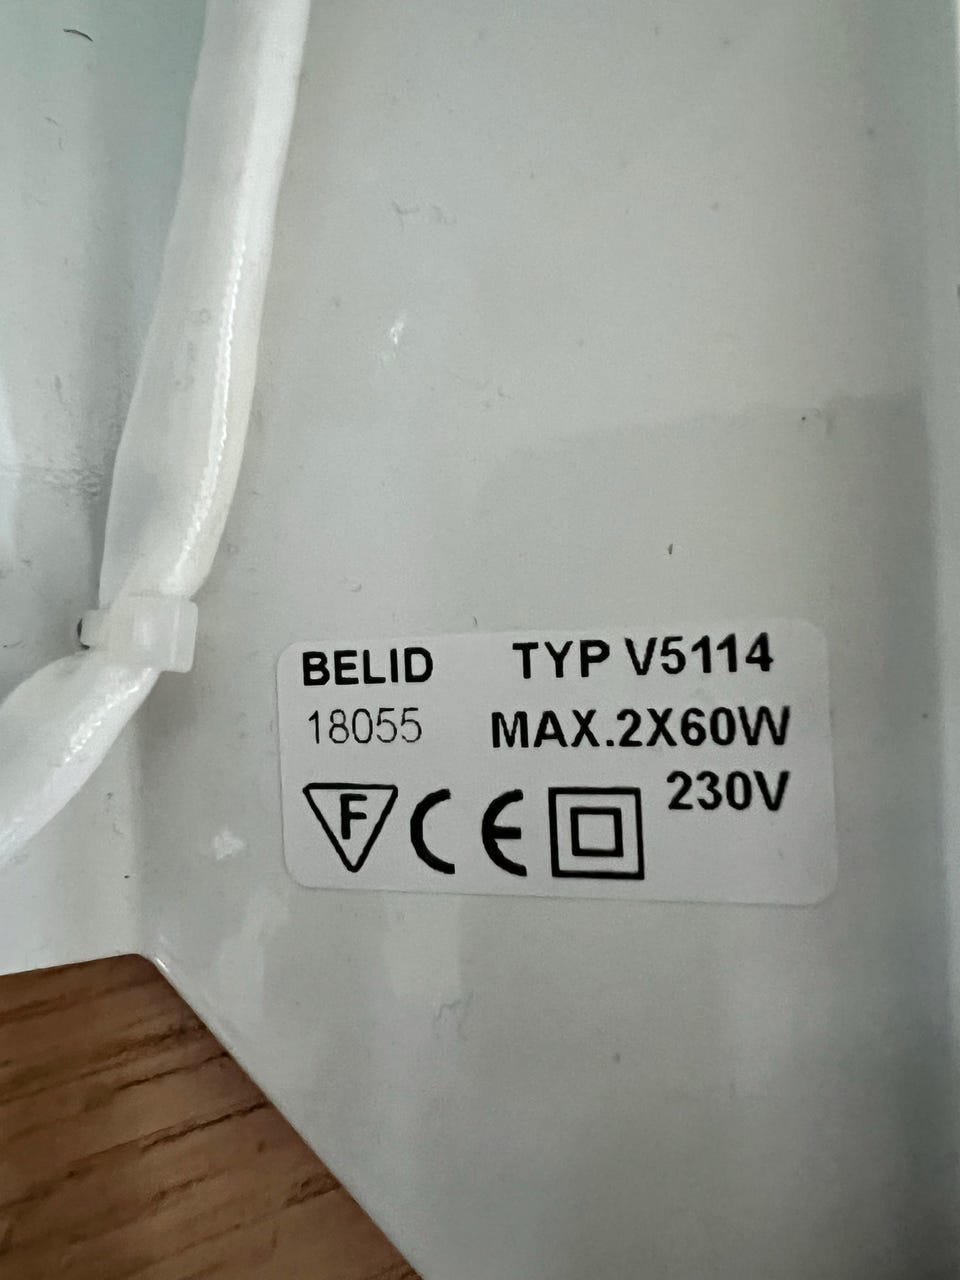 BELID TYP V5114
18055 MAX.2X60W
230V
F CE